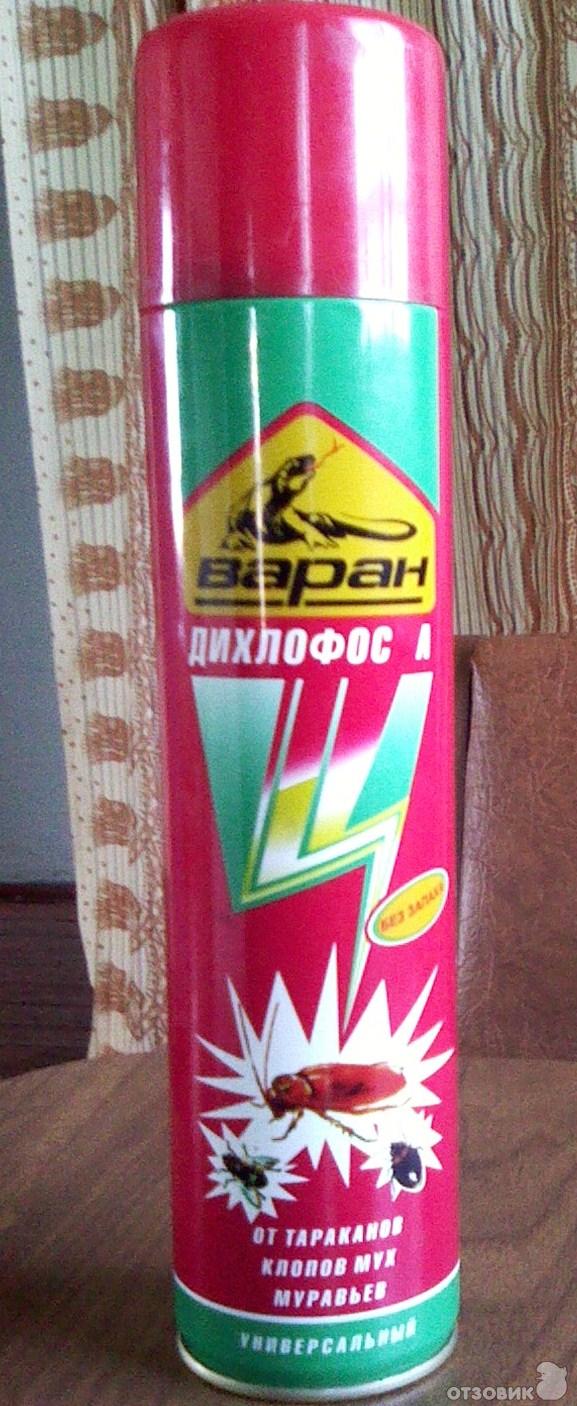 варан
ДИХЛОФОС А
БЕЗ ЗАПАХА
ОТ ТАРАКАНОВ
КЛОПОВ МУХ
МУРАВЬЕВ
УНИВЕРСАЛЬНЫЙ
ОТЗОВИК